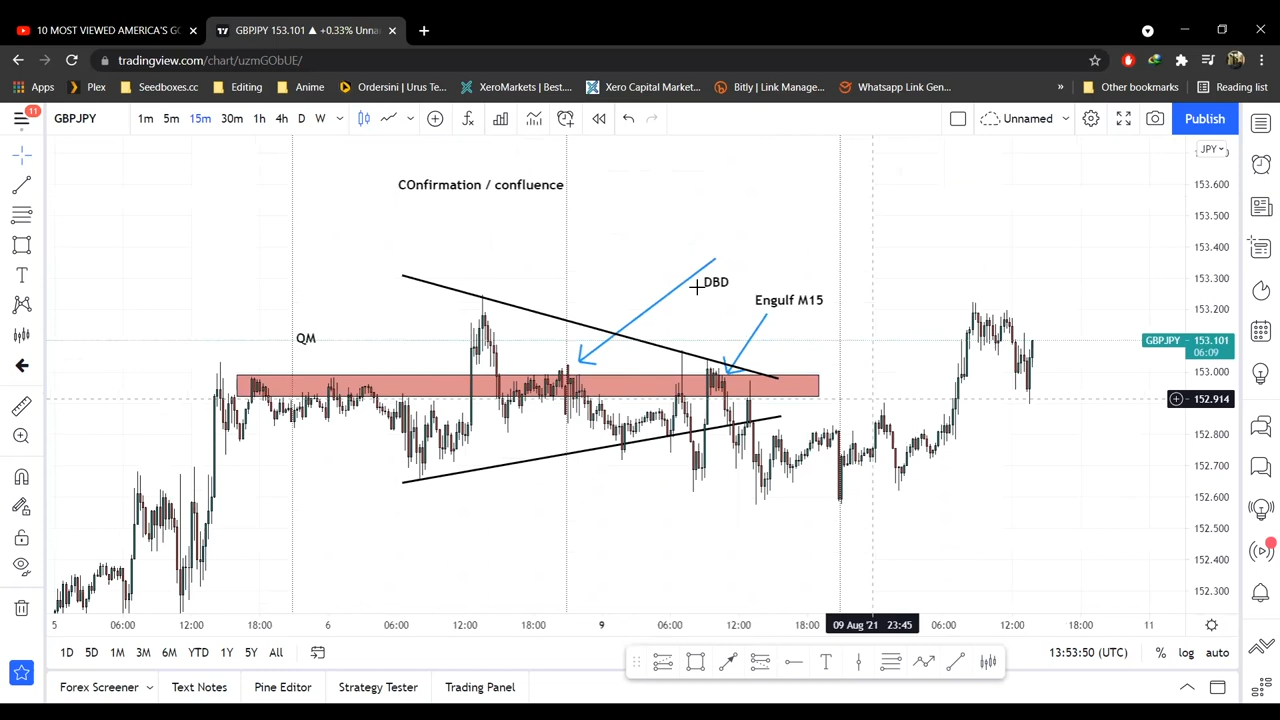 10 MOST VIEWED AMERICA'S G
GBPJPY 153.101 ▲ +0.33% Unna
tradingview.com/chart/uzmGObUE/
Apps Plex Seedboxes.cc Editing Anime Ordersini | Urus Te... XeroMarkets | Best... Xero Capital Market... Bitly | Link Manage... Whatsapp Link Gen... » Other bookmarks Reading list
11
GBPJPY 1m 5m 15m 30m 1h 4h D W Unnamed Publish
JPY
COnfirmation / confluence
153.600
153.500
153.400
153.300
DBD
Engulf M15
153.200
QM
GBPJPY 153.101
06:09
153.000
152.914
152.800
152.700
152.600
152.500
152.400
152.300
5 06:00 12:00 18:00 6 06:00 12:00 18:00 9 06:00 12:00 18:00 09 Aug '21 23:45 06:00 12:00 18:00 11
1D 5D 1M 3M 6M YTD 1Y 5Y All 13:53:50 (UTC) % log auto
Forex Screener Text Notes Pine Editor Strategy Tester Trading Panel